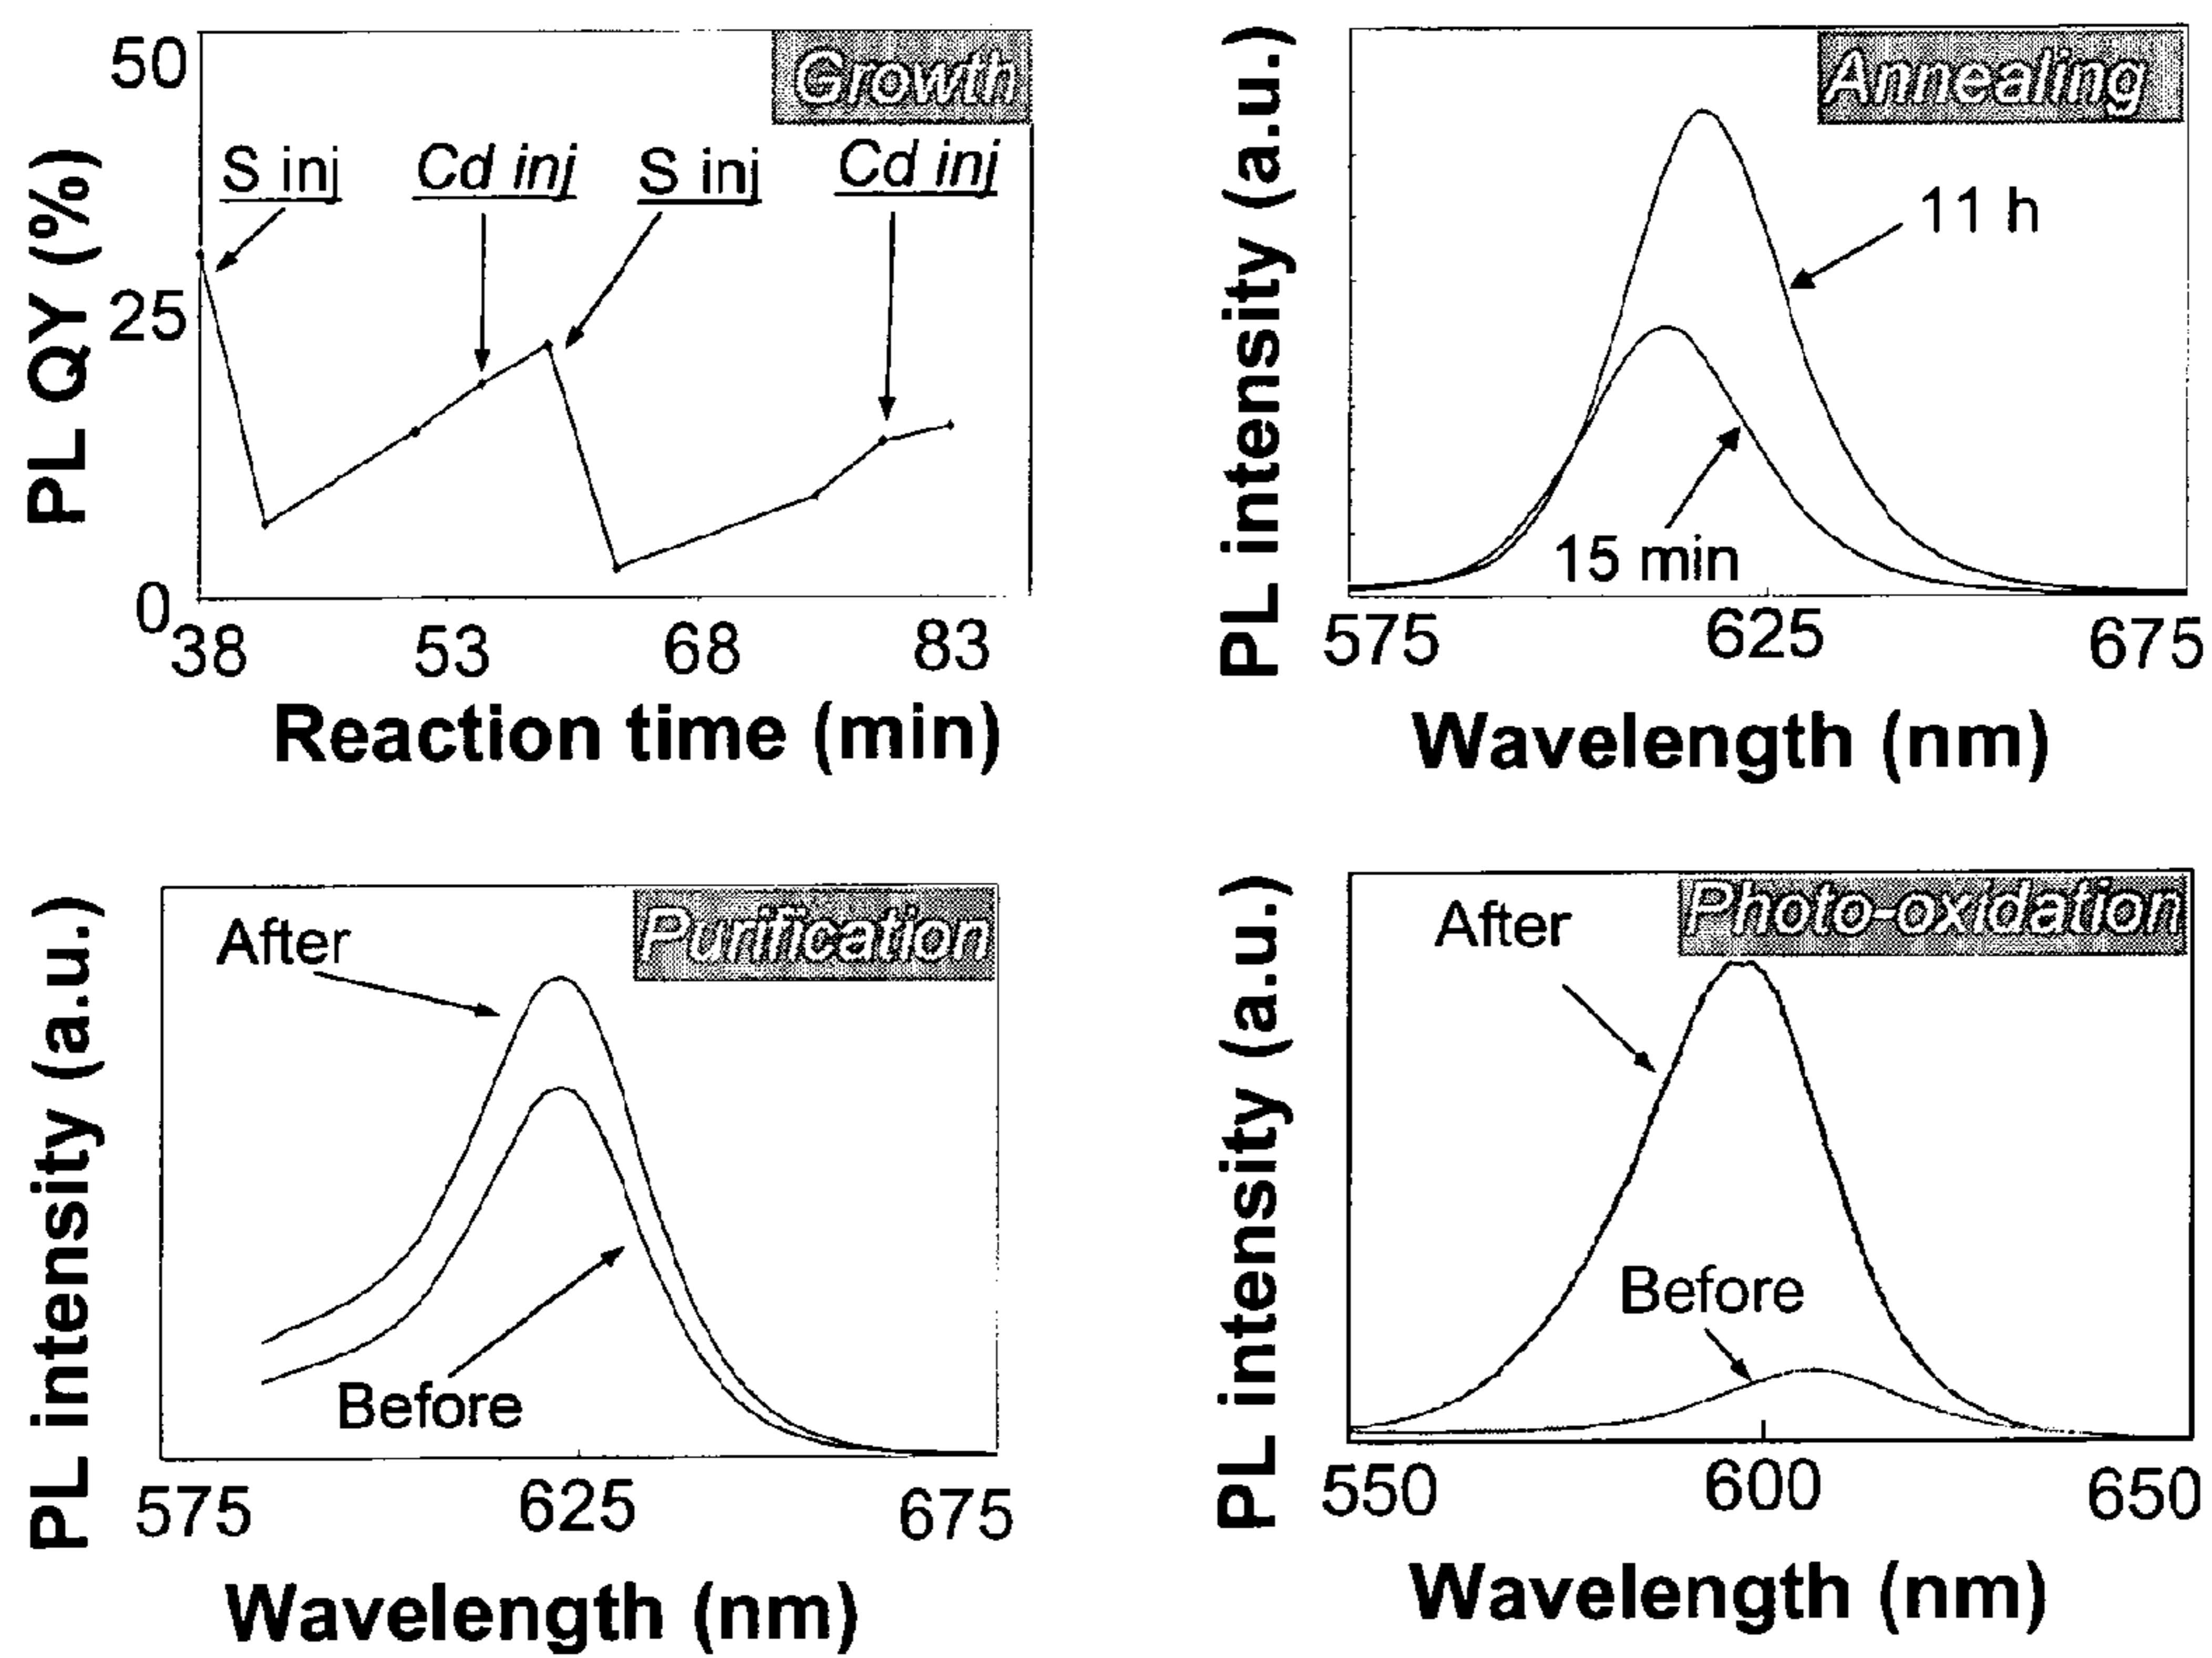 Growth
50
25
0
PL QY (%)
S inj
Cd inj
S inj
Cd inj
38 53 68 83
Reaction time (min)
Annealing
PL intensity (a.u.)
11 h
15 min
575 625 675
Wavelength (nm)
Purification
PL intensity (a.u.)
After
Before
575 625 675
Wavelength (nm)
Photo-oxidation
PL intensity (a.u.)
After
Before
550 600 650
Wavelength (nm)